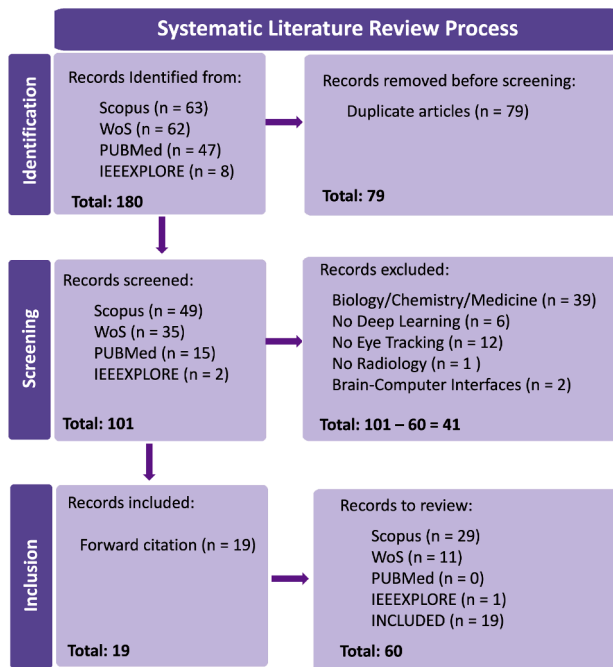 Systematic Literature Review Process
Identification
Records Identified from:
Scopus (n = 63)
WoS (n = 62)
PUBMed (n = 47)
IEEEXPLORE (n = 8)
Total: 180
Records removed before screening:
Duplicate articles (n = 79)
Total: 79
Screening
Records screened:
Scopus (n = 49)
WoS (n = 35)
PUBMed (n = 15)
IEEEXPLORE (n = 2)
Total: 101
Records excluded:
Biology/Chemistry/Medicine (n = 39)
No Deep Learning (n = 6)
No Eye Tracking (n = 12)
No Radiology (n = 1 )
Brain-Computer Interfaces (n = 2)
Total: 101 – 60 = 41
Inclusion
Records included:
Forward citation (n = 19)
Total: 19
Records to review:
Scopus (n = 29)
WoS (n = 11)
PUBMed (n = 0)
IEEEXPLORE (n = 1)
INCLUDED (n = 19)
Total: 60